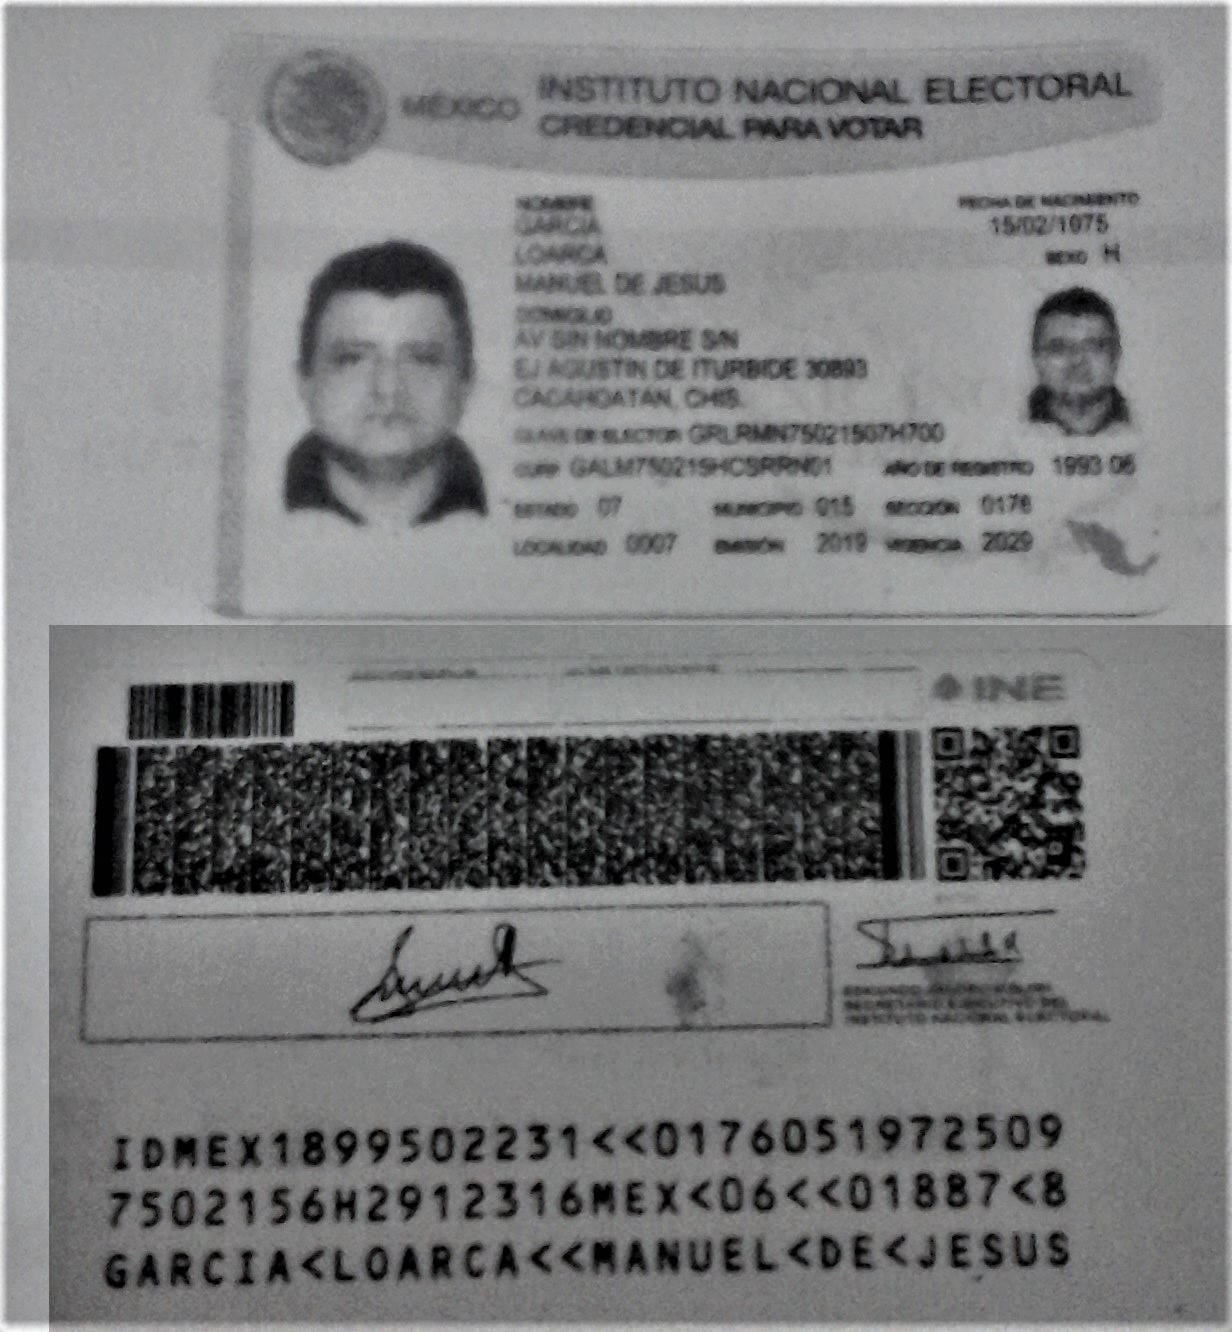 MÉXICO INSTITUTO NACIONAL ELECTORAL
CREDENCIAL PARA VOTAR
NOMBRE
GARCIA
LOARCA
MANUEL DE JESUS
FECHA DE NACIMIENTO
15/02/1975
SEXO H
DOMICILIO
AV SIN NOMBRE S/N
EJ AGUSTIN DE ITURBIDE 30893
CACAHOATAN, CHIS.
CLAVE DE ELECTOR GRLRMN75021507H700
CURP GALM750215HCSRRN01 AÑO DE REGISTRO 1993 06
ESTADO 07 MUNICIPIO 015 SECCIÓN 0176
LOCALIDAD 0007 EMISIÓN 2019 VIGENCIA 2029
INE
EDMUNDO JACOBO MOLINA
SECRETARIO EJECUTIVO DEL
INSTITUTO NACIONAL ELECTORAL
IDMEX1899502231<<0176051972509
7502156H2912316MEX<06<<01887<8
GARCIA<LOARCA<<MANUEL<DE<JESUS